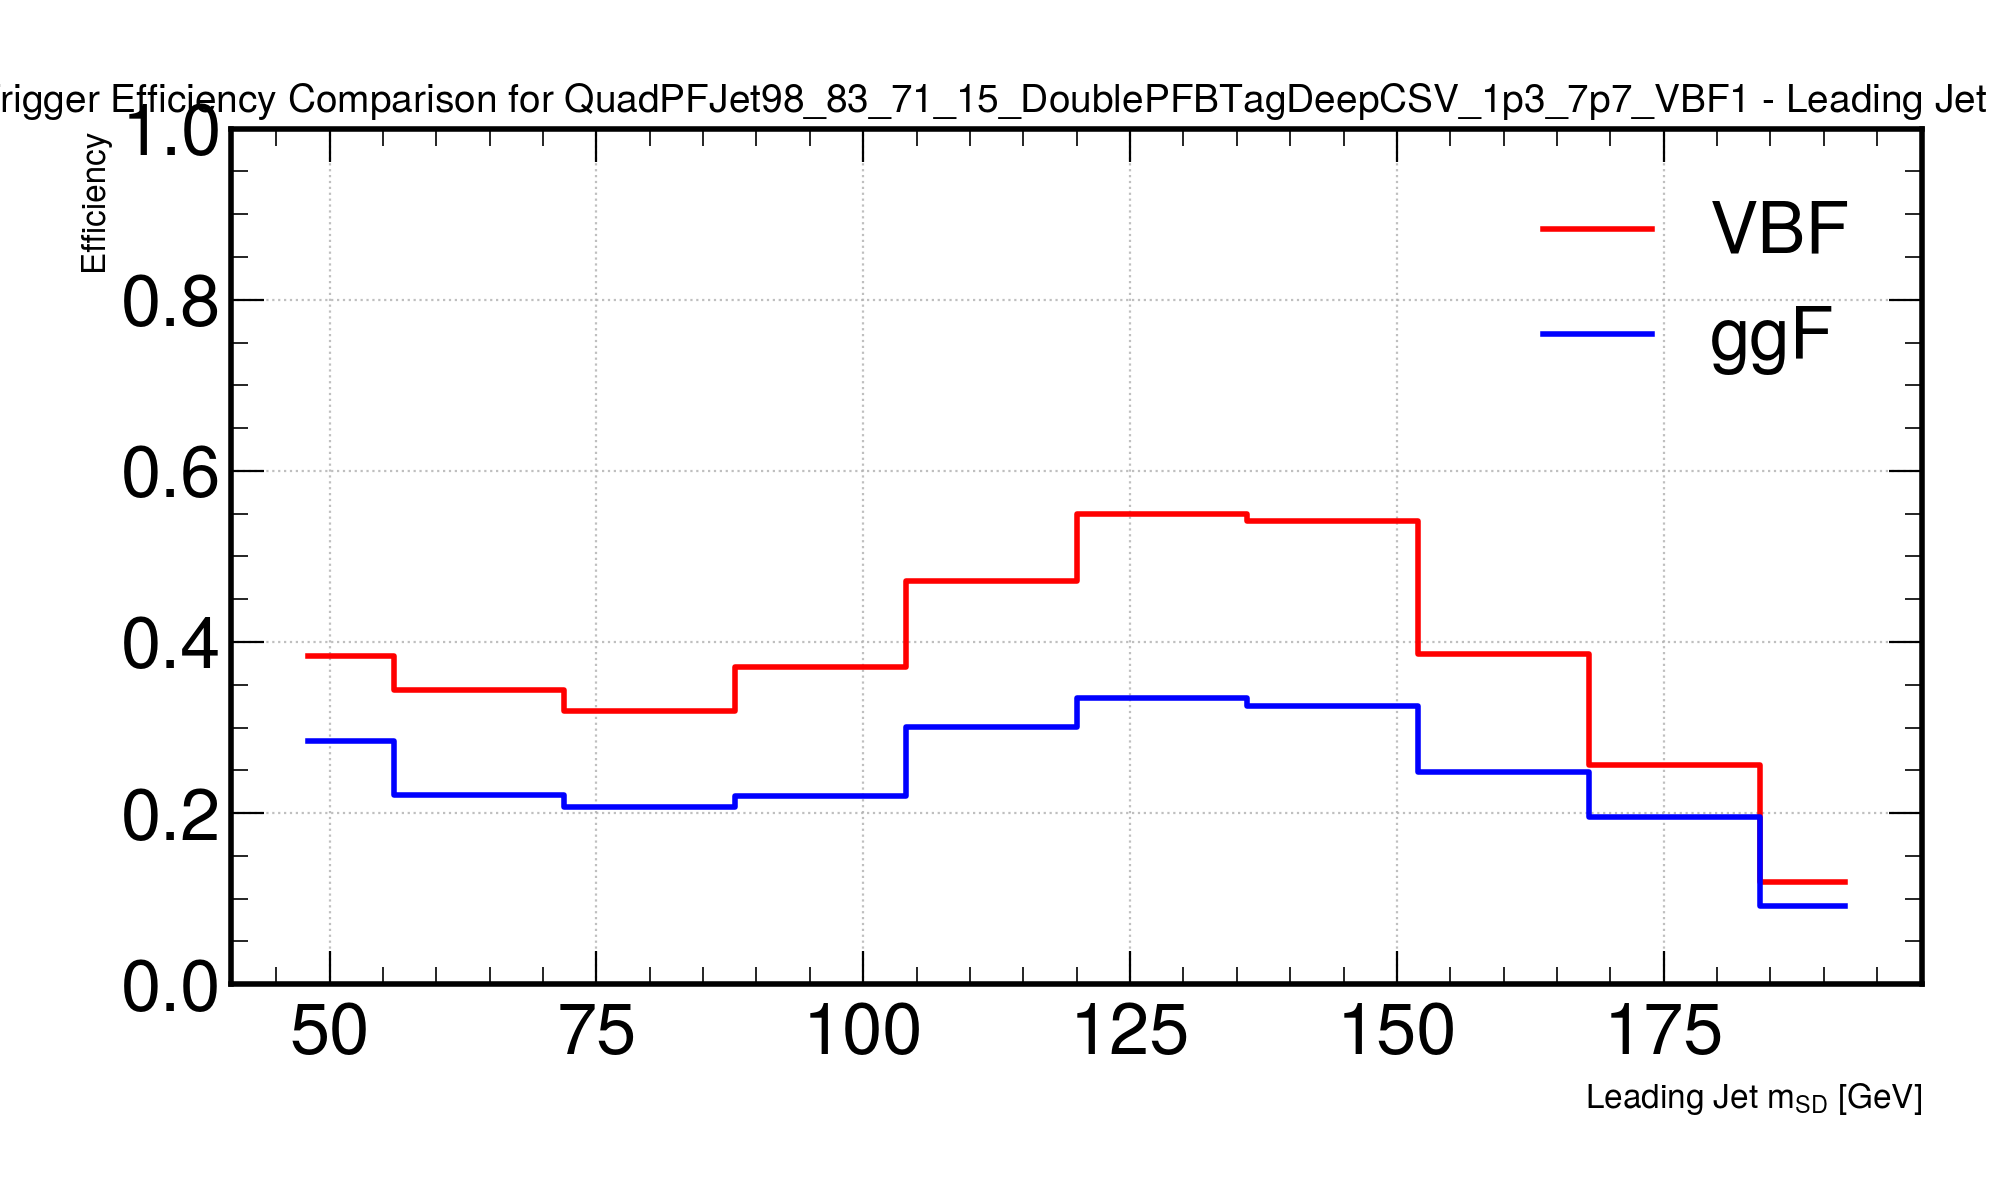 rigger Efficiency Comparison for QuadPFJet98_83_71_15_DoublePFBTagDeepCSV_1p3_7p7_VBF1 - Leading Jet
Efficiency
1.0
0.8
0.6
0.4
0.2
0.0
VBF
ggF
50 75 100 125 150 175
Leading Jet mSD [GeV]